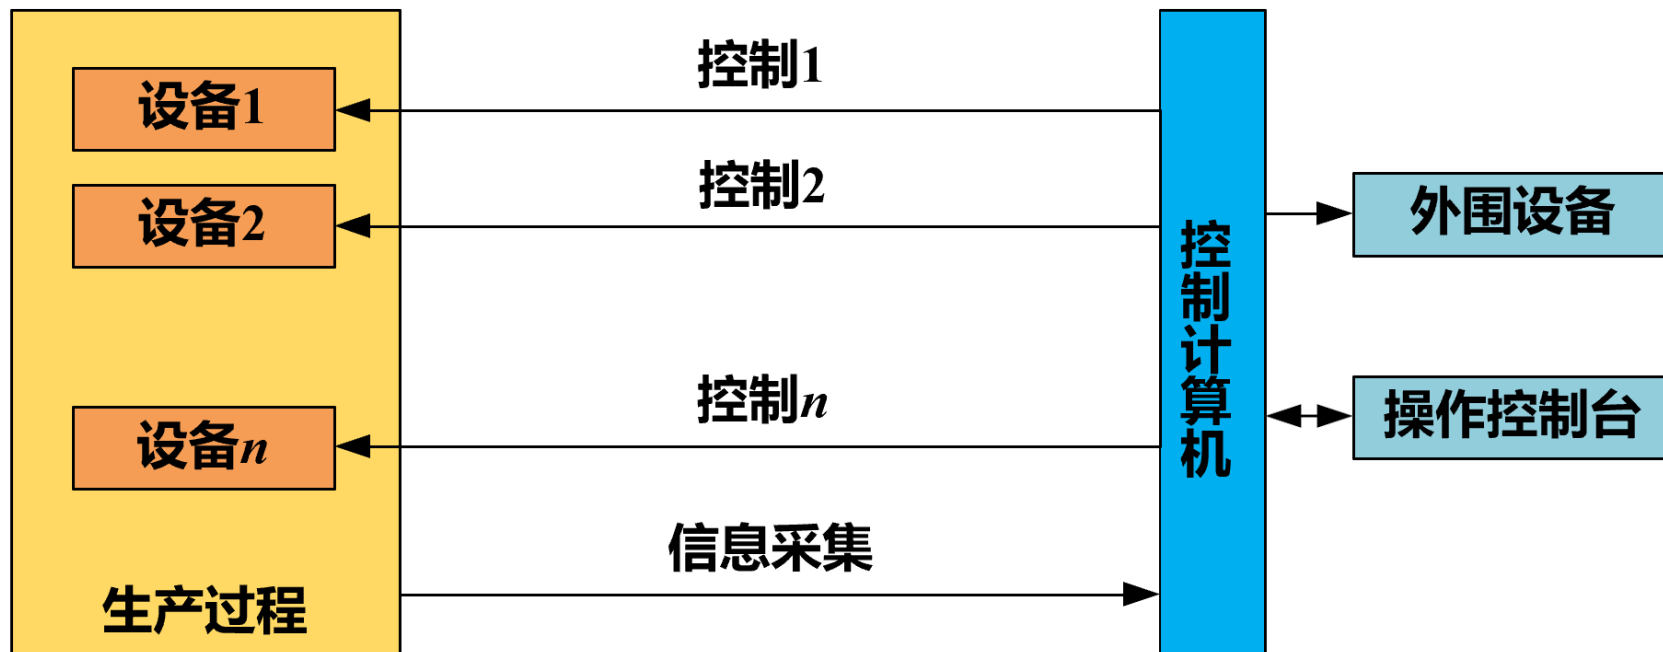 控制1
设备1
控制2
设备2
外围设备
控制计算机
控制n
设备n
操作控制台
信息采集
生产过程